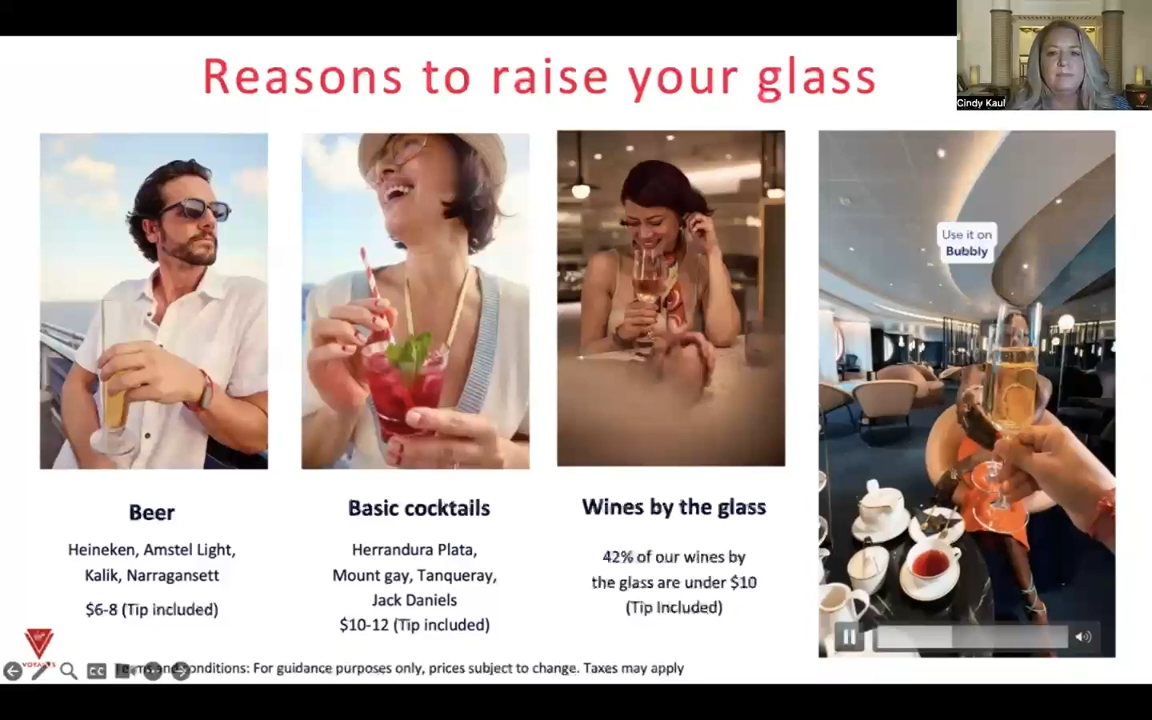 Reasons to raise your glass
Cindy Kauf
Use it on
Bubbly
Beer
Heineken, Amstel Light,
Kalik, Narragansett
$6-8 (Tip included)
Basic cocktails
Herrandura Plata,
Mount gay, Tanqueray,
Jack Daniels
$10-12 (Tip included)
Wines by the glass
42% of our wines by
the glass are under $10
(Tip Included)
VOYAGES
CC
Terms and conditions: For guidance purposes only, prices subject to change. Taxes may apply